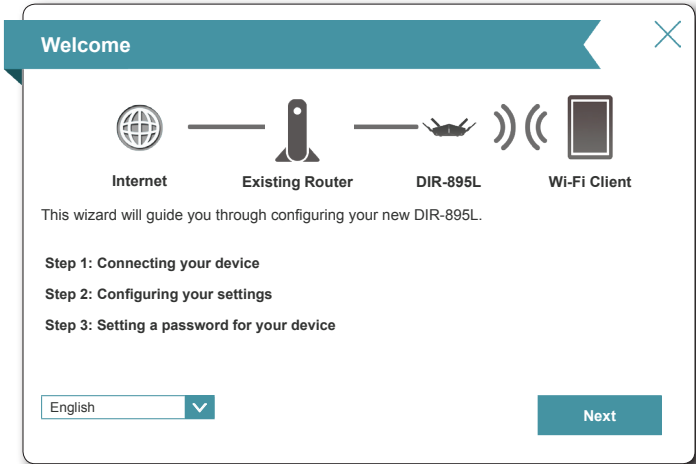 Welcome
Internet Existing Router DIR-895L Wi-Fi Client
This wizard will guide you through configuring your new DIR-895L.
Step 1: Connecting your device
Step 2: Configuring your settings
Step 3: Setting a password for your device
English
Next